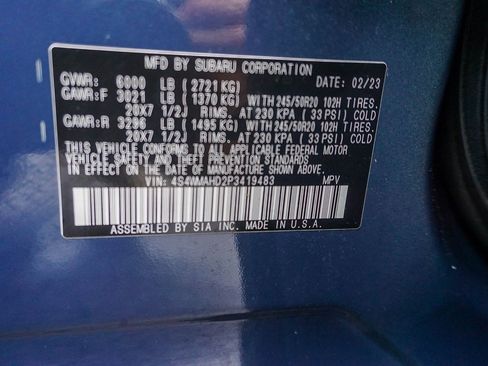 MFD BY SUBARU CORPORATION DATE: 02/23
GVWR: 6000 LB (2721 KG)
GAWR:F 3021 LB (1370 KG) WITH 245/50R20 102H TIRES.
20X7 1/2J RIMS. AT 230 KPA (33 PSI) COLD
GAWR:R 3296 LB (1495 KG) WITH 245/50R20 102H TIRES.
20X7 1/2J RIMS. AT 230 KPA (33 PSI) COLD
THIS VEHICLE CONFORMS TO ALL APPLICABLE FEDERAL MOTOR
VEHICLE SAFETY AND THEFT PREVENTION STANDARDS
IN EFFECT ON THE DATE OF MANUFACTURE SHOWN ABOVE.
VIN: 4S4WMAHD2P3419483 MPV
ASSEMBLED BY SIA INC. MADE IN U.S.A.